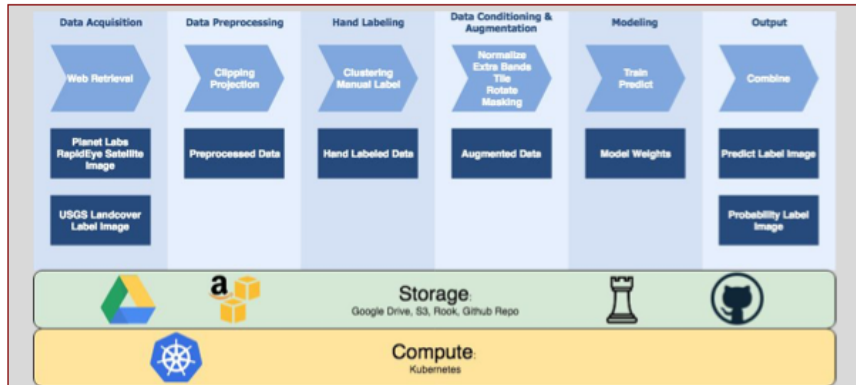 Data Acquisition
Data Preprocessing
Hand Labeling
Data Conditioning &
Augmentation
Modeling
Output
Web Retrieval
Clipping
Projection
Clustering
Manual Label
Normalize
Extra Bands
Tile
Rotate
Masking
Train
Predict
Combine
Planet Labs
RapidEye Satellite
Image
Preprocessed Data
Hand Labeled Data
Augmented Data
Model Weights
Predict Label Image
USGS Landcover
Label Image
Probability Label
Image
a
Storage:
Google Drive, S3, Rook, Github Repo
Compute:
Kubernetes